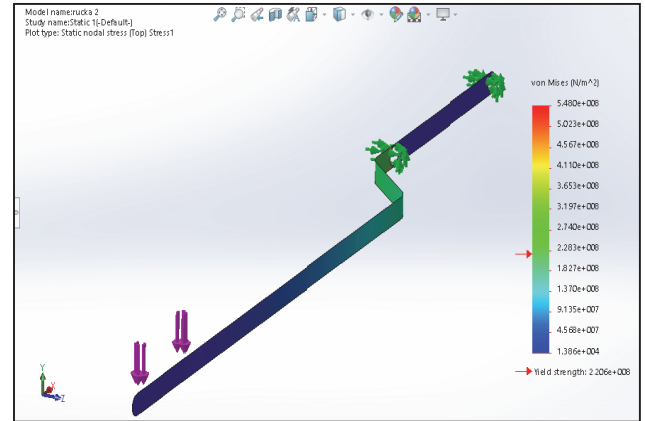 Model name:rucka 2
Study name:Static 1(-Default-)
Plot type: Static nodal stress (Top) Stress1
von Mises (N/m^2)
5.480e+008
5.023e+008
4.567e+008
4.110e+008
3.653e+008
3.197e+008
2.740e+008
2.283e+008
1.827e+008
1.370e+008
9.135e+007
4.568e+007
1.386e+004
Yield strength: 2.206e+008
Y
X
Z